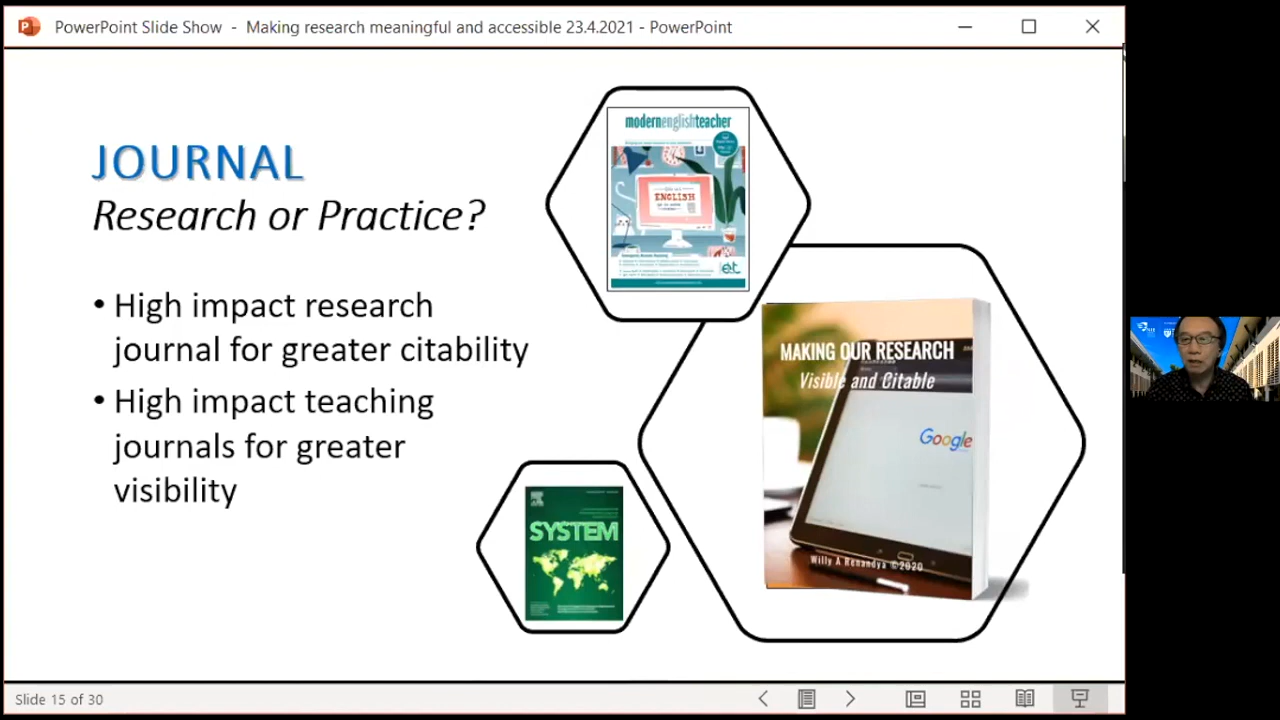 PowerPoint Slide Show - Making research meaningful and accessible 23.4.2021 - PowerPoint
JOURNAL
Research or Practice?
• High impact research
journal for greater citability
• High impact teaching
journals for greater
visibility
modernenglishteacher
ENGLISH
et
MAKING OUR RESEARCH
Visible and Citable
Google
Willy A Renandya ©2020
SYSTEM
Slide 15 of 30